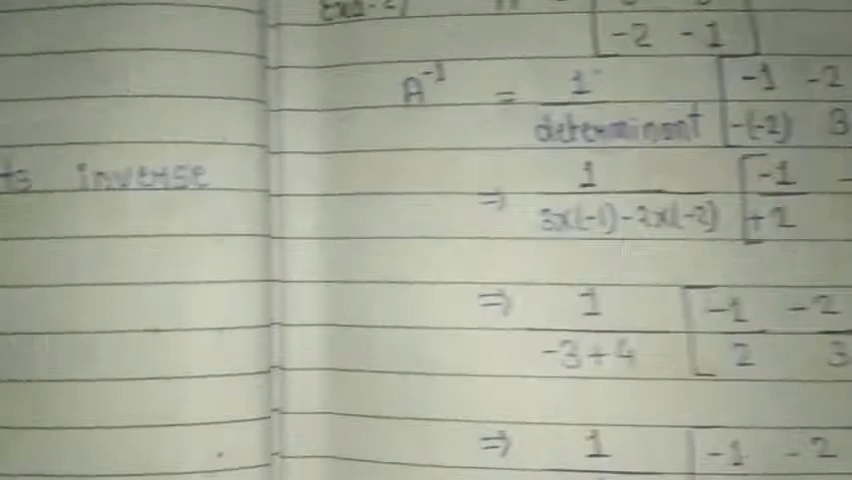 ts inverse
[-2 -1]
A⁻¹ = 1/determinant [-1 -2
-(-2) 3
⇒ 1/3x(-1)-2x(-2) [-1 -
+2
⇒ 1/-3+4 [-1 -2
2 3
⇒ 1 [-1 -2